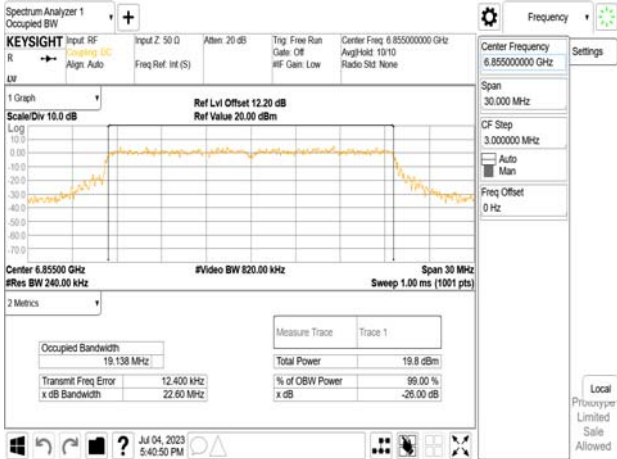 Spectrum Analyzer 1
Occupied BW
Frequency
KEYSIGHT
Input: RF
Coupling: DC
Align: Auto
Input Z: 50 Ω
Freq Ref: Int (S)
Atten: 20 dB
Trig: Free Run
Gate: Off
#IF Gain: Low
Center Freq: 6.855000000 GHz
Avg|Hold: 10/10
Radio Std: None
R
LXI
Center Frequency
6.855000000 GHz
Settings
Span
30.000 MHz
CF Step
3.000000 MHz
Auto
Man
Freq Offset
0 Hz
1 Graph
Scale/Div 10.0 dB
Ref Lvl Offset 12.20 dB
Ref Value 20.00 dBm
Log
10.0
0.00
-10.0
-20.0
-30.0
-40.0
-50.0
-60.0
-70.0
Center 6.85500 GHz
#Video BW 820.00 kHz
Span 30 MHz
#Res BW 240.00 kHz
Sweep 1.00 ms (1001 pts)
2 Metrics
Measure Trace
Trace 1
Occupied Bandwidth
19.138 MHz
Total Power
19.8 dBm
Transmit Freq Error
12.400 kHz
% of OBW Power
99.00 %
x dB Bandwidth
22.60 MHz
x dB
-26.00 dB
Local
Prototype
Limited
Sale
Allowed
?
Jul 04, 2023
5:40:50 PM